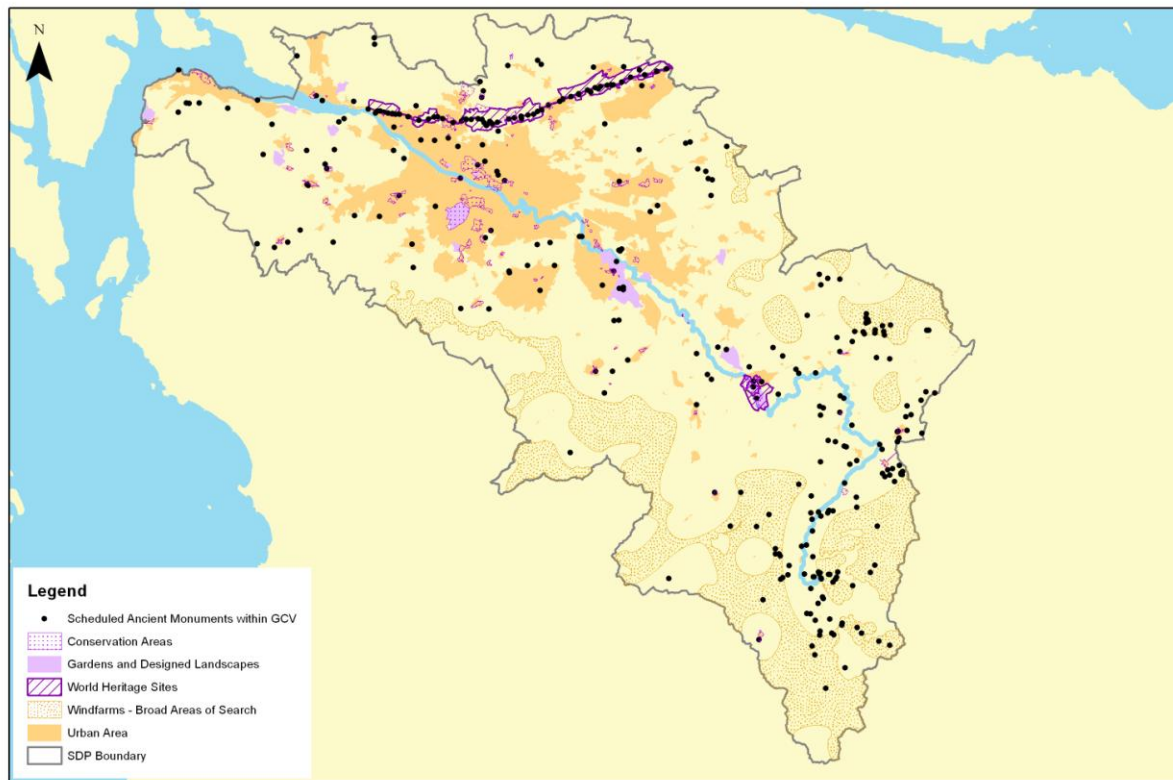 N
Legend
Scheduled Ancient Monuments within GCV
Conservation Areas
Gardens and Designed Landscapes
World Heritage Sites
Windfarms - Broad Areas of Search
Urban Area
SDP Boundary